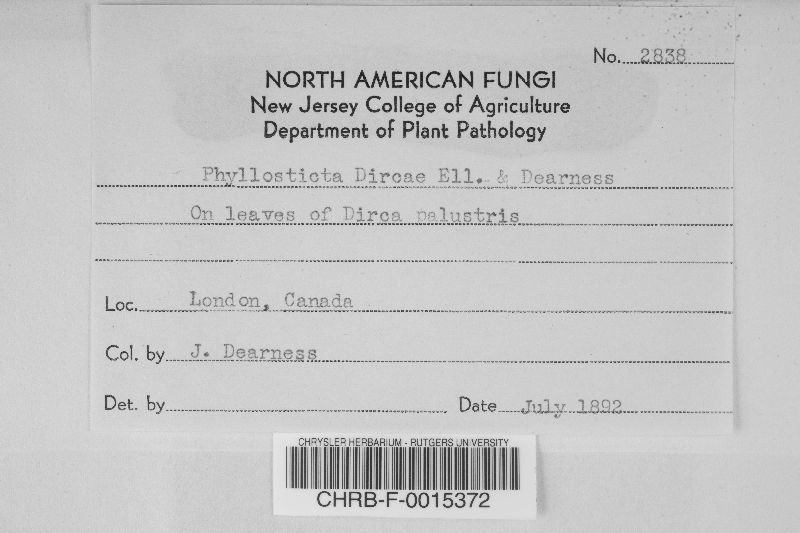 No. 2838
NORTH AMERICAN FUNGI
New Jersey College of Agriculture
Department of Plant Pathology
Phyllosticta Dircae Ell. & Dearness
On leaves of Dirca palustris
Loc. London, Canada
Col. by J. Dearness
Det. by
Date July 1892
CHRYSLER HERBARIUM - RUTGERS UNIVERSITY
CHRB-F-0015372